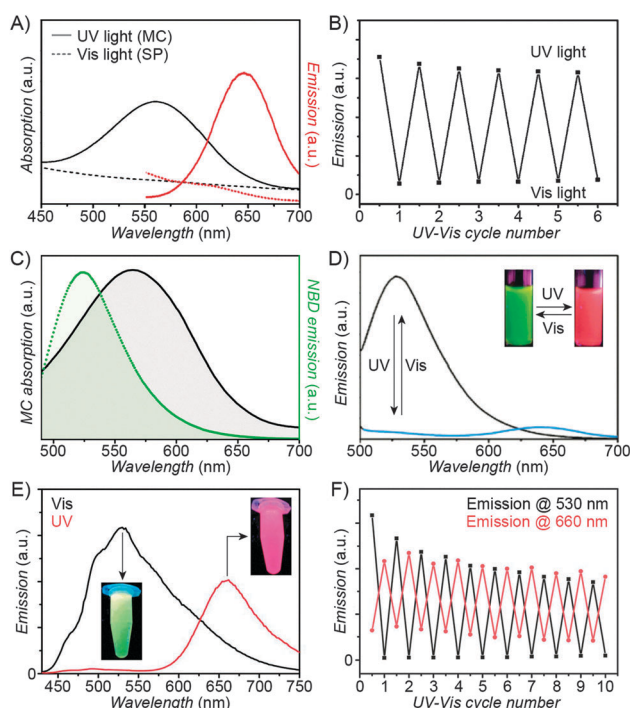 A)
UV light (MC)
Vis light (SP)
Absorption (a.u.)
Emission (a.u.)
450 500 550 600 650 700
Wavelength (nm)
B)
UV light
Vis light
Emission (a.u.)
0
0 1 2 3 4 5 6
UV-Vis cycle number
C)
MC absorption
NBD emission (a.u.)
500 550 600 650 700
Wavelength (nm)
D)
UV
Vis
UV
Vis
Emission (a.u.)
500 550 600 650 700
Wavelength (nm)
E)
Vis
UV
Emission (a.u.)
0
450 500 550 600 650 700 750
Wavelength (nm)
F)
Emission @ 530 nm
Emission @ 660 nm
Emission (a.u.)
0
0 1 2 3 4 5 6 7 8 9 10
UV-Vis cycle number